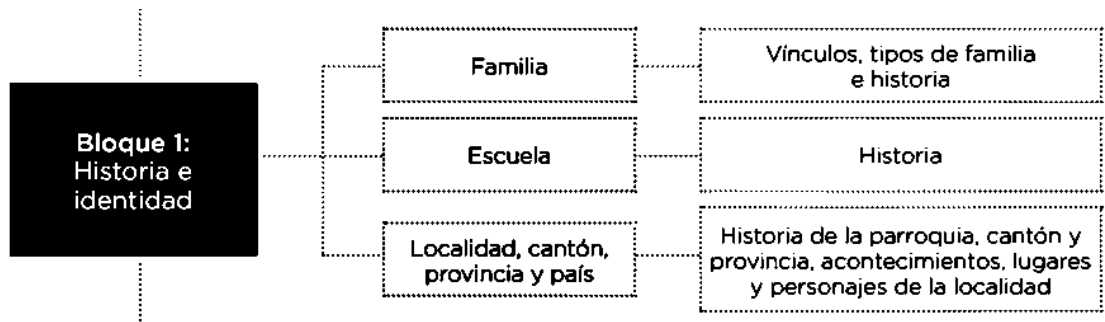 Bloque 1:
Historia e
identidad
Familia
Vínculos, tipos de familia
e historia
Escuela
Historia
Localidad, cantón,
provincia y país
Historia de la parroquia, cantón y
provincia, acontecimientos, lugares
y personajes de la localidad